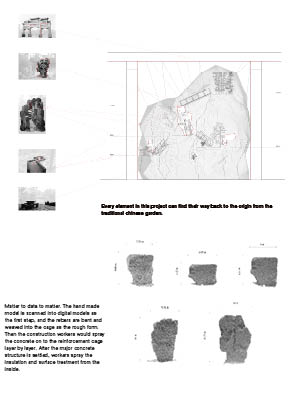 Every element in this project can find their way back to the origin from the
traditional chinese garden.
Matter to data to matter. The hand made
model is scanned into digital models as
the first step, and the rebars are bent and
weaved into the cage as the rough form.
Then the construction workers would spray
the concrete on to the reinforcement cage
layer by layer. After the major concrete
structure is settled, workers spray the
insulation and surface treatment from the
inside.